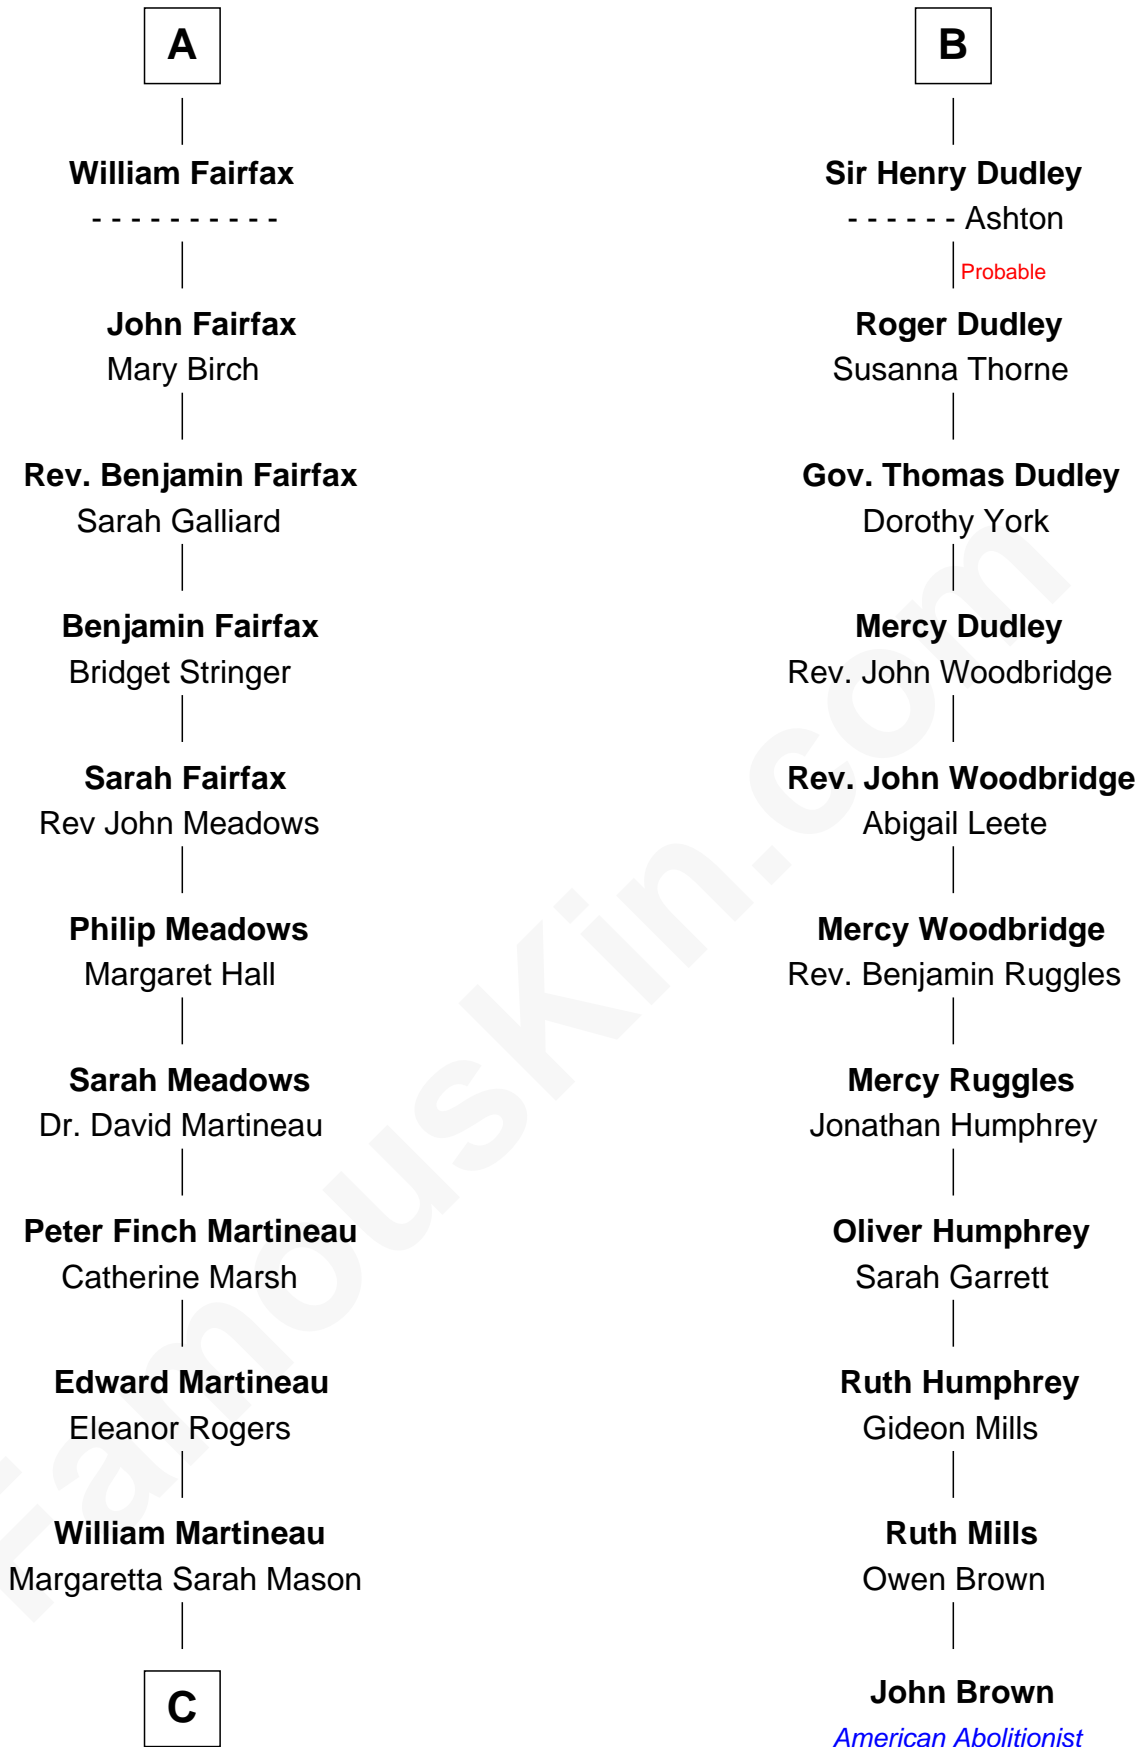 A
William Fairfax
- - - - - - - - - -
John Fairfax
Mary Birch
Rev. Benjamin Fairfax
Sarah Galliard
Benjamin Fairfax
Bridget Stringer
Sarah Fairfax
Rev John Meadows
Philip Meadows
Margaret Hall
Sarah Meadows
Dr. David Martineau
Peter Finch Martineau
Catherine Marsh
Edward Martineau
Eleanor Rogers
William Martineau
Margaretta Sarah Mason
C
B
Sir Henry Dudley
- - - - - - Ashton
Probable
Roger Dudley
Susanna Thorne
Gov. Thomas Dudley
Dorothy York
Mercy Dudley
Rev. John Woodbridge
Rev. John Woodbridge
Abigail Leete
Mercy Woodbridge
Rev. Benjamin Ruggles
Mercy Ruggles
Jonathan Humphrey
Oliver Humphrey
Sarah Garrett
Ruth Humphrey
Gideon Mills
Ruth Mills
Owen Brown
John Brown
American Abolitionist
FamousKin.com